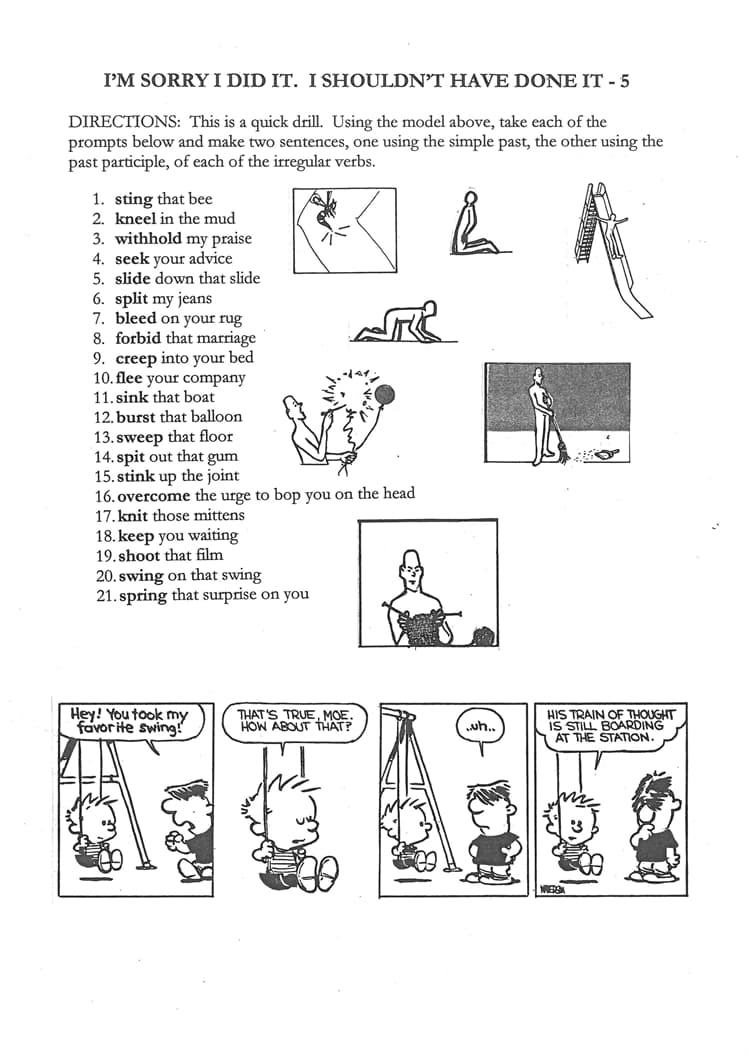 I'M SORRY I DID IT.  I SHOULDN'T HAVE DONE IT - 5
DIRECTIONS:  This is a quick drill.  Using the model above, take each of the
prompts below and make two sentences, one using the simple past, the other using the
past participle, of each of the irregular verbs.
1. sting that bee
2. kneel in the mud
3. withhold my praise
4. seek your advice
5. slide down that slide
6. split my jeans
7. bleed on your rug
8. forbid that marriage
9. creep into your bed
10. flee your company
11. sink that boat
12. burst that balloon
13. sweep that floor
14. spit out that gum
15. stink up the joint
16. overcome the urge to bop you on the head
17. knit those mittens
18. keep you waiting
19. shoot that film
20. swing on that swing
21. spring that surprise on you
Hey! You took my
favorite swing!
THAT'S TRUE, MOE.
HOW ABOUT THAT?
..uh..
HIS TRAIN OF THOUGHT
IS STILL BOARDING
AT THE STATION.